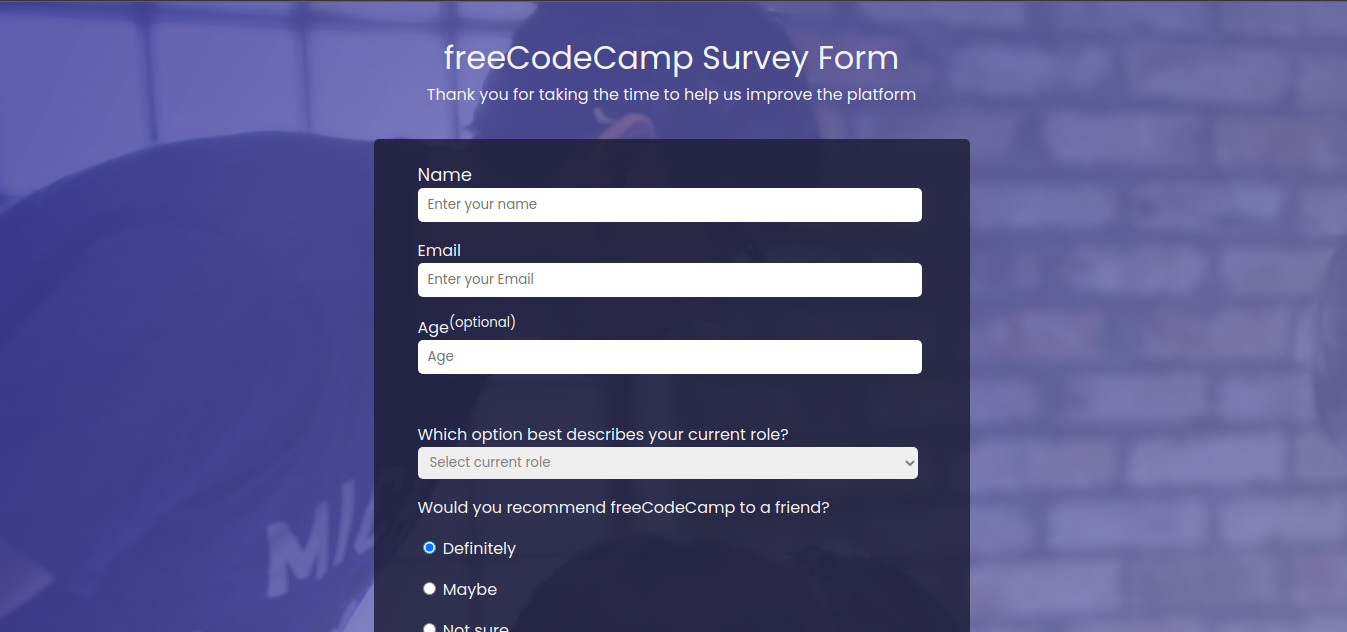 freeCodeCamp Survey Form
Thank you for taking the time to help us improve the platform
Name
Enter your name
Email
Enter your Email
Age(optional)
Age
Which option best describes your current role?
Select current role
Would you recommend freeCodeCamp to a friend?
Definitely
Maybe
Not sure